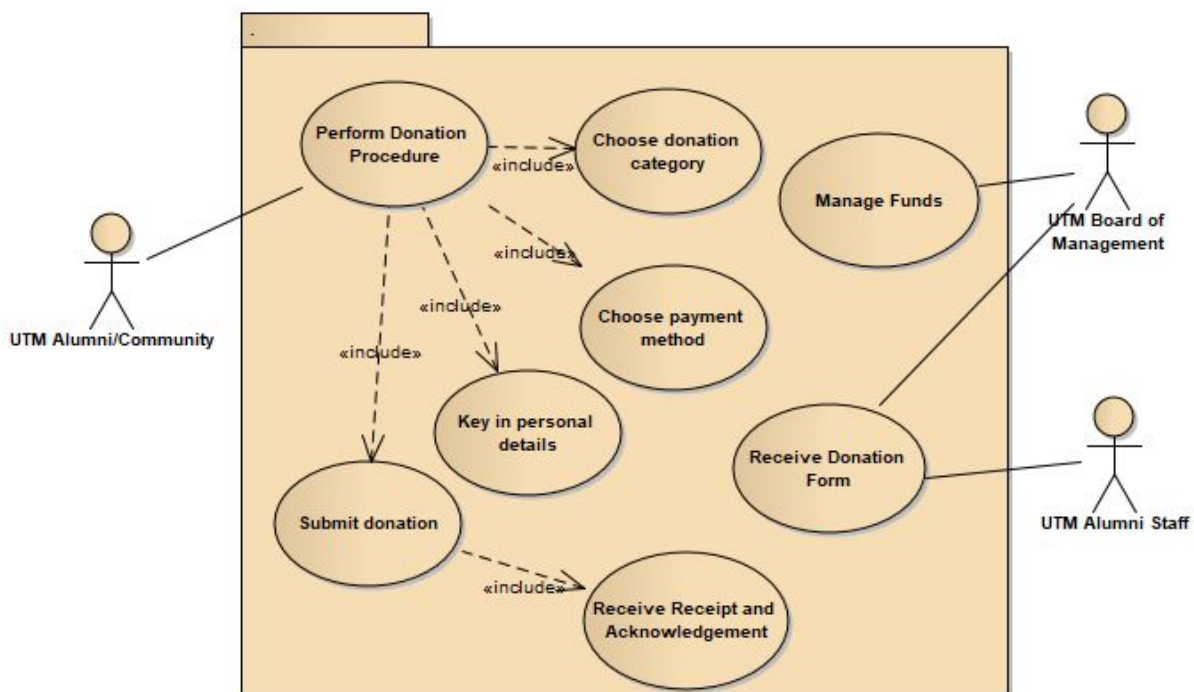 .
Perform Donation
Procedure
«include»
Choose donation
category
Manage Funds
UTM Board of
Management
«include»
UTM Alumni/Community
«include»
Choose payment
method
«include»
Key in personal
details
Receive Donation
Form
UTM Alumni Staff
Submit donation
«include»
Receive Receipt and
Acknowledgement